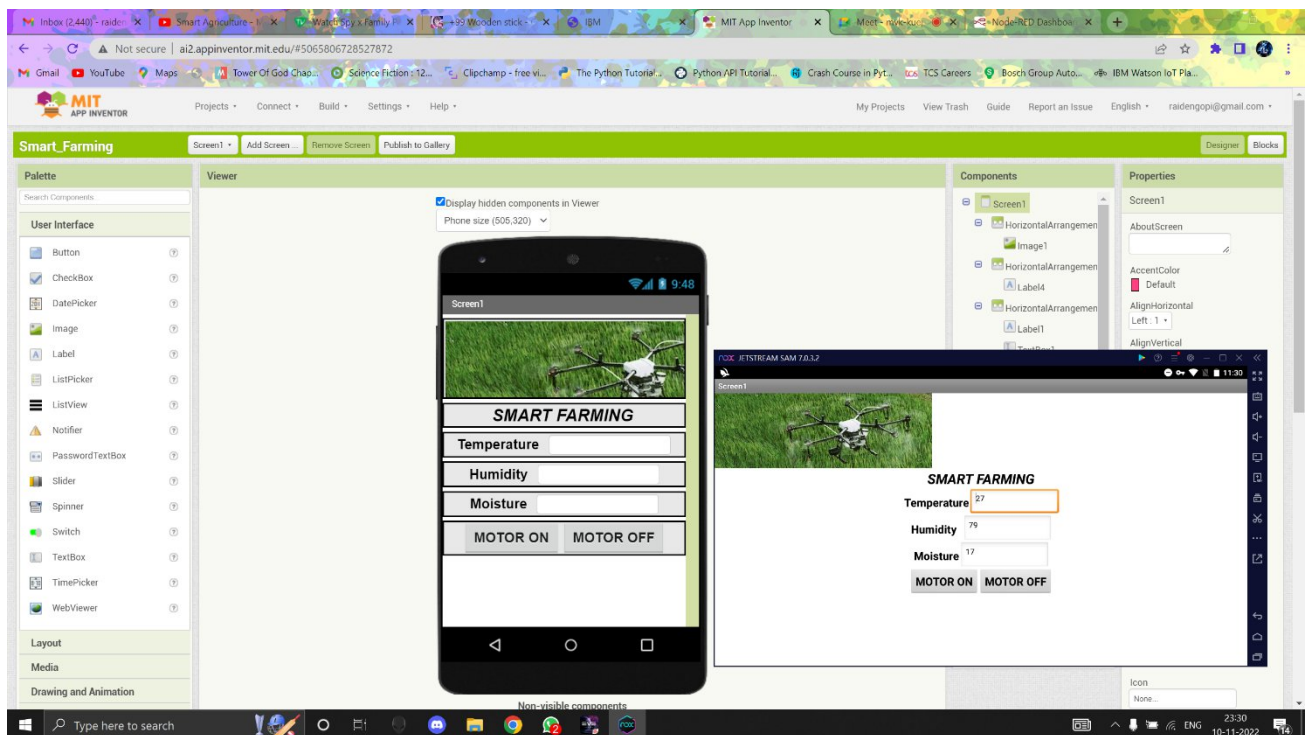 Inbox (2,440) - raiden
Smart Agriculture - 
Watch Spy x Family
+99 Wooden stick -
IBM
MIT App Inventor
Meet - nwk-kur
Node-RED Dashboa
Not secure | ai2.appinventor.mit.edu/#5065806728527872
Gmail YouTube Maps Tower Of God Chap... Science Fiction : 12... Clipchamp - free vi... The Python Tutorial... Python API Tutorial... Crash Course in Pyt... TCS Careers Bosch Group Auto... IBM Watson IoT Pla... »
MIT
APP INVENTOR
Projects Connect Build Settings Help
My Projects View Trash Guide Report an Issue English raidengopi@gmail.com
Smart_Farming
Screen1 Add Screen ... Remove Screen Publish to Gallery
Designer Blocks
Palette
Search Components...
User Interface
Button
CheckBox
DatePicker
Image
Label
ListPicker
ListView
Notifier
PasswordTextBox
Slider
Spinner
Switch
TextBox
TimePicker
WebViewer
Layout
Media
Drawing and Animation
Viewer
Display hidden components in Viewer
Phone size (505,320)
9:48
Screen1
SMART FARMING
Temperature
Humidity
Moisture
MOTOR ON MOTOR OFF
Non-visible components
Components
Screen1
HorizontalArrangemen
Image1
HorizontalArrangemen
Label4
HorizontalArrangemen
Label1
TextBox1
Properties
Screen1
AboutScreen
AccentColor
Default
AlignHorizontal
Left : 1
AlignVertical
NOX JETSTREAM SAM 7.0.3.2
11:30
Screen1
SMART FARMING
Temperature 27
Humidity 79
Moisture 17
MOTOR ON MOTOR OFF
Icon
None...
Type here to search
ENG
23:30
10-11-2022
14